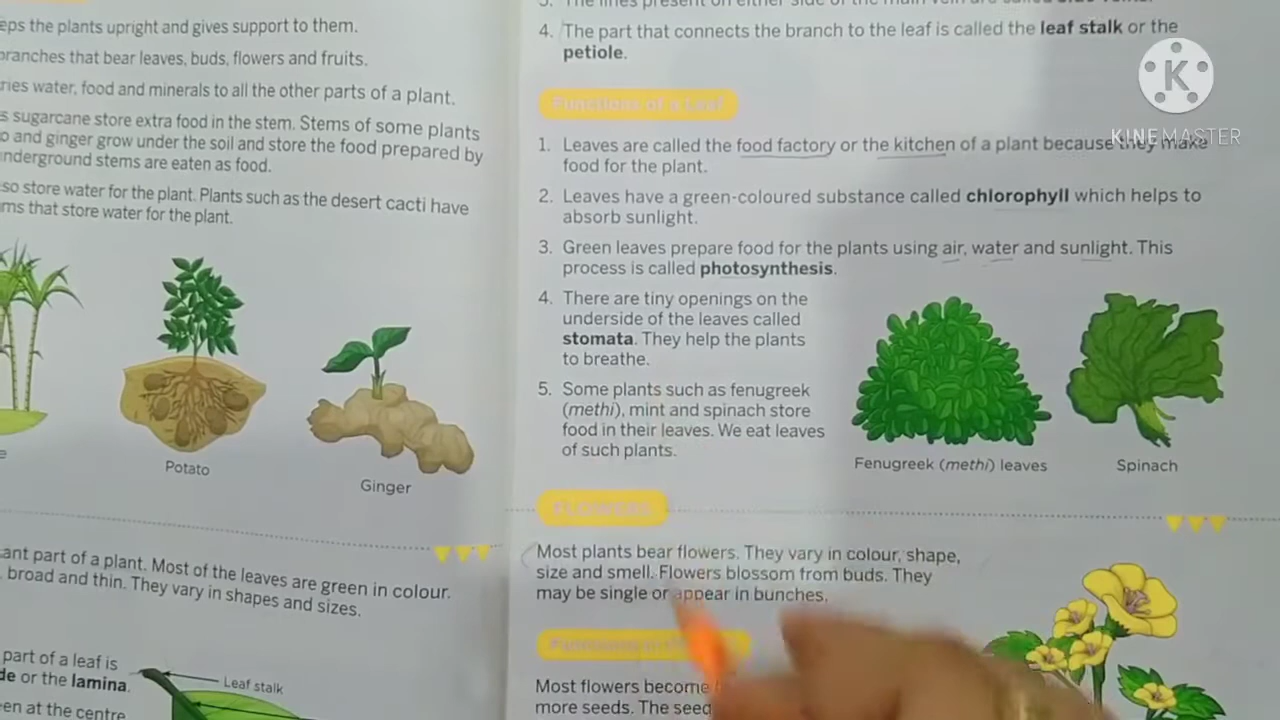 eps the plants upright and gives support to them.
branches that bear leaves, buds, flowers and fruits.
ries water, food and minerals to all the other parts of a plant.
s sugarcane store extra food in the stem. Stems of some plants
o and ginger grow under the soil and store the food prepared by
nderground stems are eaten as food.
so store water for the plant. Plants such as the desert cacti have
ms that store water for the plant.
e
Potato
Ginger
ant part of a plant. Most of the leaves are green in colour.
broad and thin. They vary in shapes and sizes.
part of a leaf is
de or the lamina.
en at the centre
Leaf stalk
4. The part that connects the branch to the leaf is called the leaf stalk or the
petiole.
Functions of a Leaf
1. Leaves are called the food factory or the kitchen of a plant because they make
food for the plant.
2. Leaves have a green-coloured substance called chlorophyll which helps to
absorb sunlight.
3. Green leaves prepare food for the plants using air, water and sunlight. This
process is called photosynthesis.
4. There are tiny openings on the
underside of the leaves called
stomata. They help the plants
to breathe.
5. Some plants such as fenugreek
(methi), mint and spinach store
food in their leaves. We eat leaves
of such plants.
Fenugreek (methi) leaves
Spinach
FLOWERS
Most plants bear flowers. They vary in colour, shape,
size and smell. Flowers blossom from buds. They
may be single or appear in bunches.
Functions
Most flowers become
more seeds. The seed
K
KINEMASTER